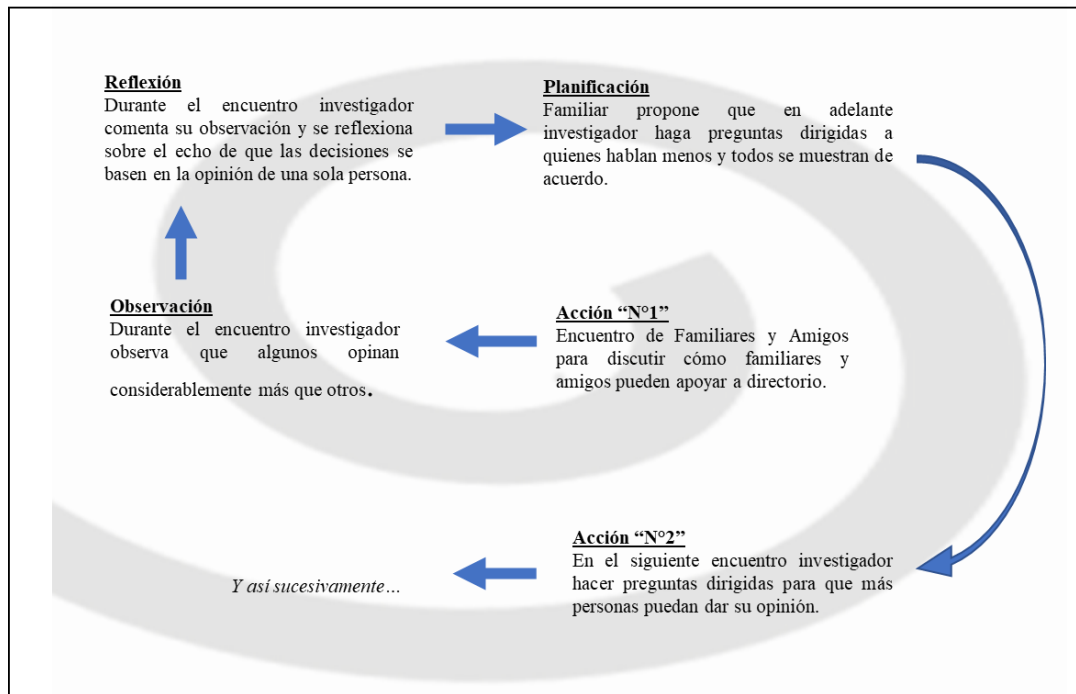 Reflexión
Durante el encuentro investigador
comenta su observación y se reflexiona
sobre el echo de que las decisiones se
basen en la opinión de una sola persona.
Planificación
Familiar propone que en adelante
investigador haga preguntas dirigidas a
quienes hablan menos y todos se muestran de
acuerdo.
Observación
Durante el encuentro investigador
observa que algunos opinan
considerablemente más que otros.
Acción “N°1”
Encuentro de Familiares y Amigos
para discutir cómo familiares y
amigos pueden apoyar a directorio.
Acción “N°2”
En el siguiente encuentro investigador
hacer preguntas dirigidas para que más
personas puedan dar su opinión.
Y así sucesivamente…